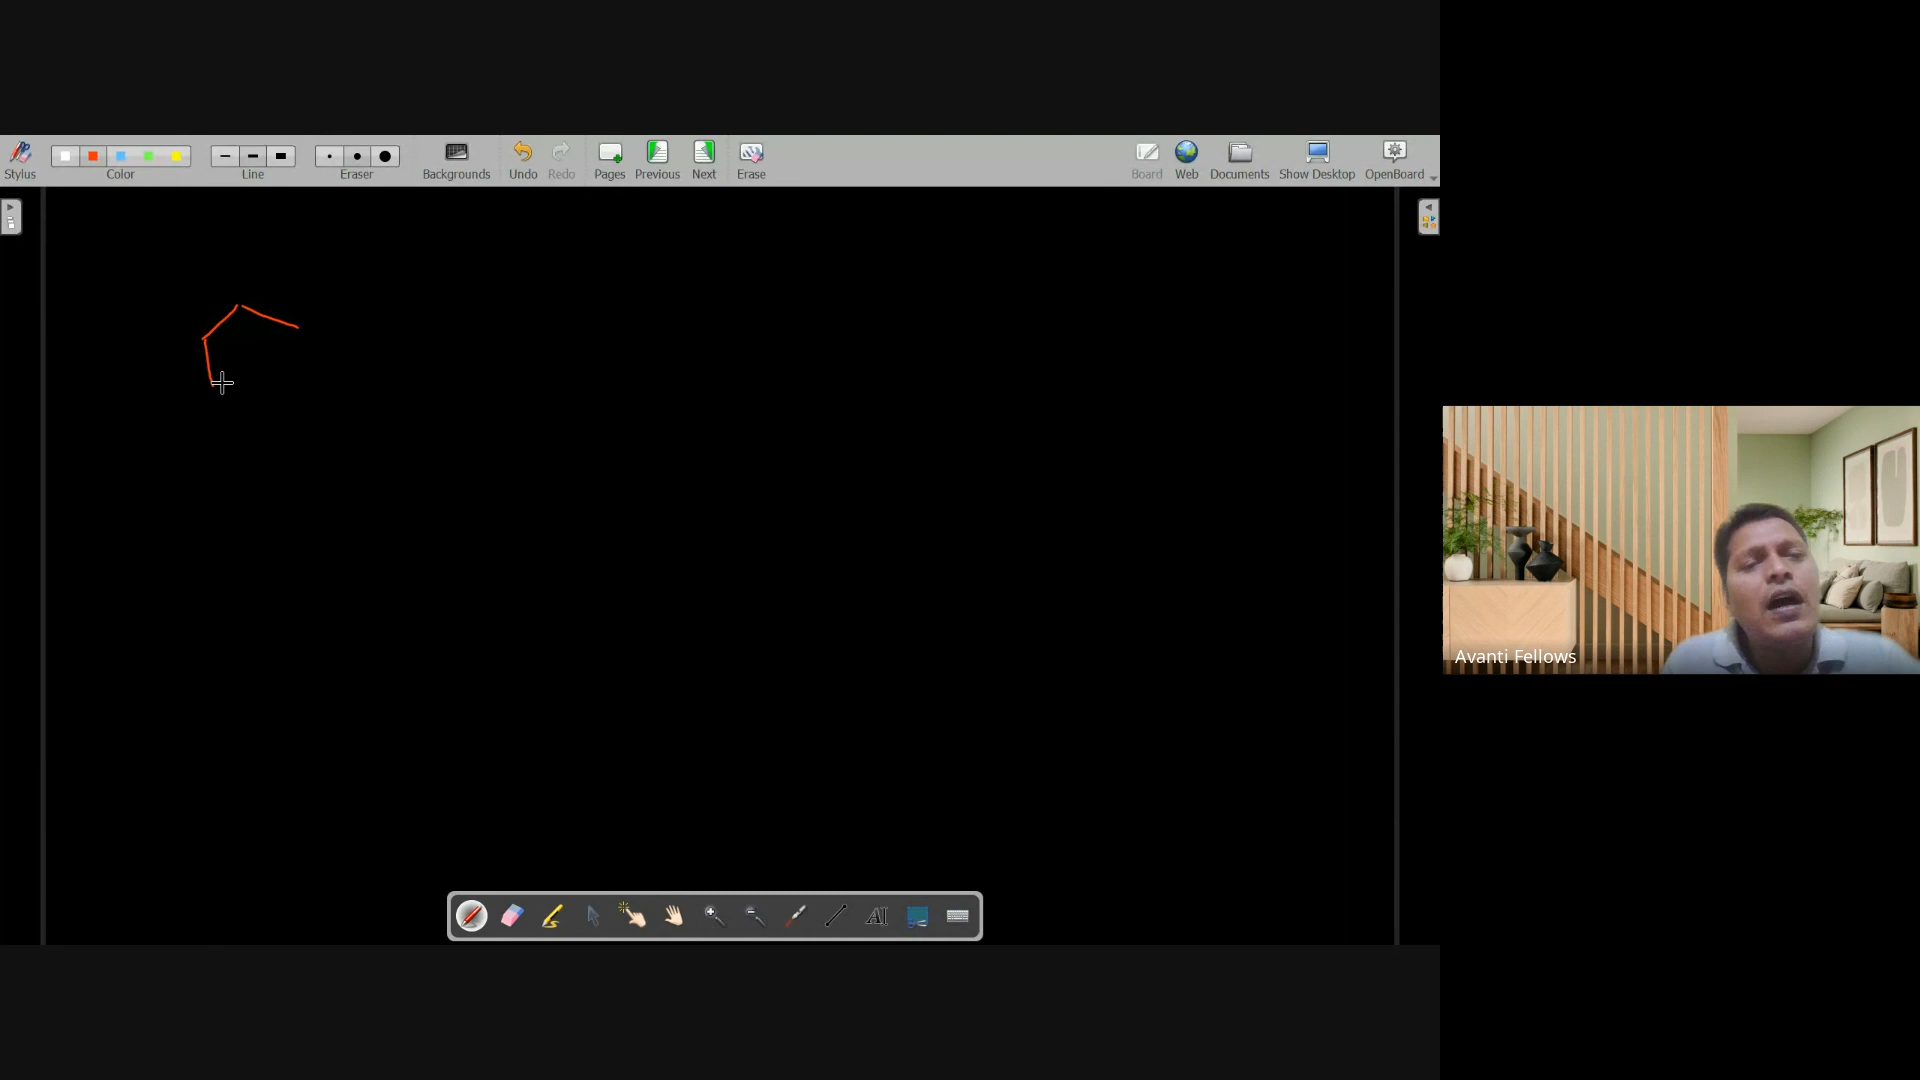 Stylus Color Line Eraser Backgrounds Undo Redo Pages Previous Next Erase Board Web Documents Show Desktop OpenBoard
AI
Avanti Fellows